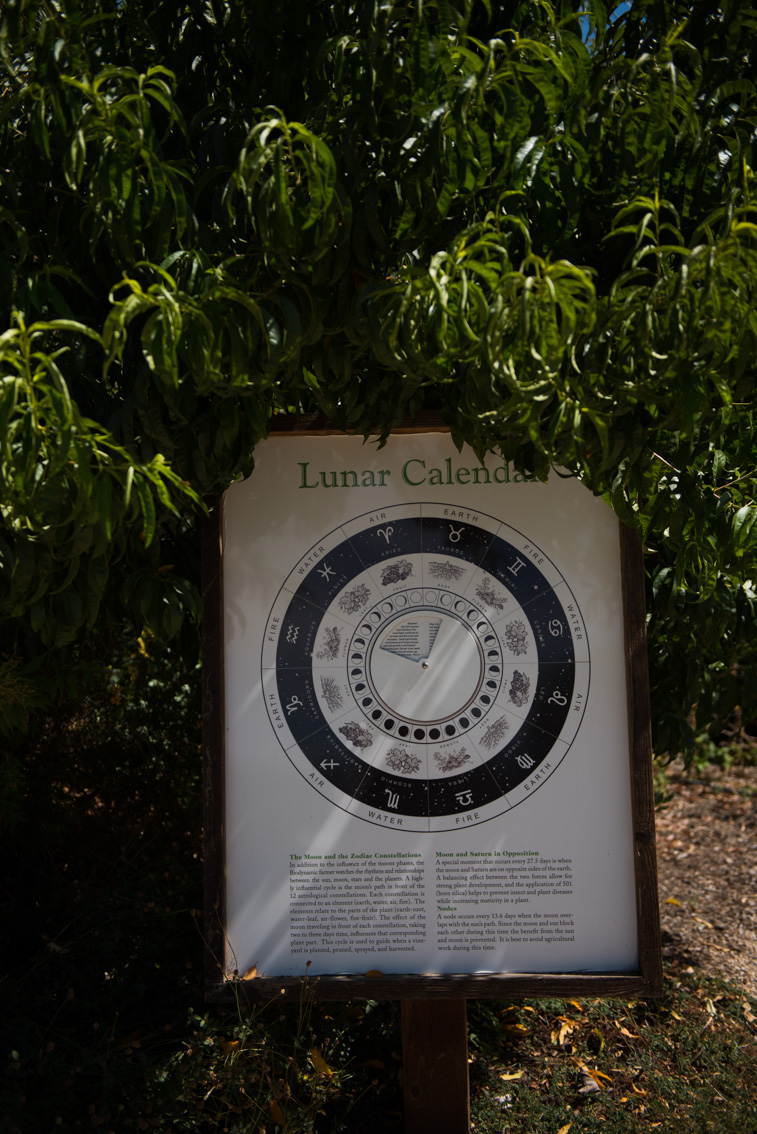 Lunar Calenda
AIR
EARTH
FIRE
WATER
AIR
EARTH
FIRE
WATER
AIR
EARTH
FIRE
WATER
ARIES
TAURUS
LEO
VIRGO
LIBRA
SCORPIO
AQUARIUS
PISCES
The Moon and the Zodiac Constellations
In addition to the influence of the moons phases, the
Biodynamic farmer watches the rhythms and relationships
between the sun, moon, stars and the planets. A high-
ly influential cycle is the moon's path in front of the
12 astrological constellations. Each constellation is
connected to an element (earth, water, air, fire). The
elements relate to the parts of the plant (earth-root,
water-leaf, air-flower, fire-fruit). The effect of the
moon traveling in front of each constellation, taking
two to three days time, influences that corresponding
plant part. This cycle is used to guide when a vine-
yard is planted, pruned, sprayed, and harvested.
Moon and Saturn in Opposition
A special moment that occurs every 27.5 days is when
the moon and Saturn are on opposite sides of the earth.
A balancing effect between the two forces allow for
strong plant development, and the application of 501
(horn silica) helps to prevent insect and plant diseases
while increasing maturity in a plant.
Nodes
A node occurs every 13.6 days when the moon over-
laps with the sun's path. Since the moon and sun block
each other during this time the benefit from the sun
and moon is prevented. It is best to avoid agricultural
work during this time.